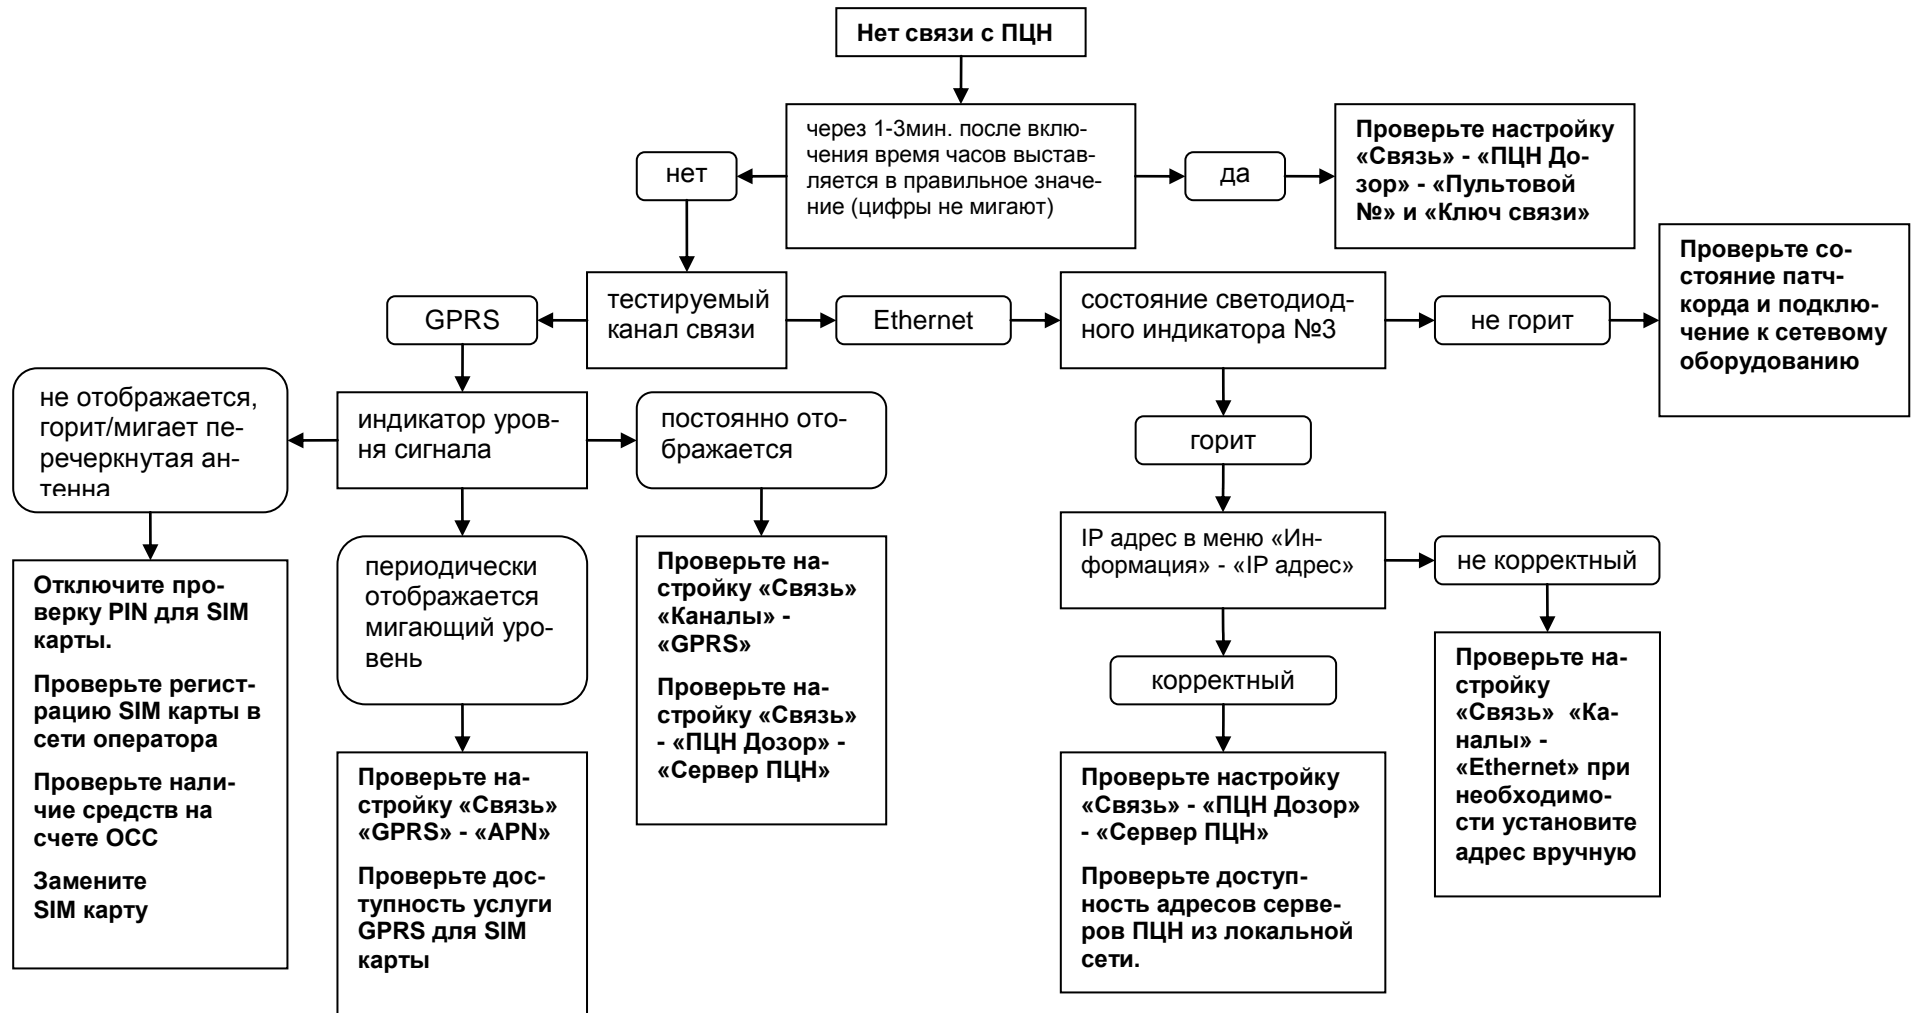 Нет связи с ПЦН
через 1-3мин. после вклю-
чения время часов выстав-
ляется в правильное значе-
ние (цифры не мигают)
нет
да
Проверьте настройку
«Связь» - «ПЦН До-
зор» - «Пультовой
№» и «Ключ связи»
тестируемый
канал связи
GPRS
Ethernet
состояние светодиод-
ного индикатора №3
не горит
Проверьте со-
стояние патч-
корда и подклю-
чение к сетевому
оборудованию
не отображается,
горит/мигает пе-
речеркнутая ан-
тенна
индикатор уров-
ня сигнала
постоянно ото-
бражается
горит
IP адрес в меню «Ин-
формация» - «IP адрес»
не корректный
Отключите про-
верку PIN для SIM
карты.
Проверьте регист-
рацию SIM карты в
сети оператора
Проверьте нали-
чие средств на
счете ОСС
Замените
SIM карту
периодически
отображается
мигающий уро-
вень
Проверьте на-
стройку «Связь»
«Каналы» -
«GPRS»
Проверьте на-
стройку «Связь»
- «ПЦН Дозор» -
«Сервер ПЦН»
корректный
Проверьте на-
стройку
«Связь» «Ка-
налы» -
«Ethernet» при
необходимо-
сти установите
адрес вручную
Проверьте на-
стройку «Связь»
«GPRS» - «APN»
Проверьте дос-
тупность услуги
GPRS для SIM
карты
Проверьте настройку
«Связь» - «ПЦН Дозор»
- «Сервер ПЦН»
Проверьте доступ-
ность адресов серве-
ров ПЦН из локальной
сети.